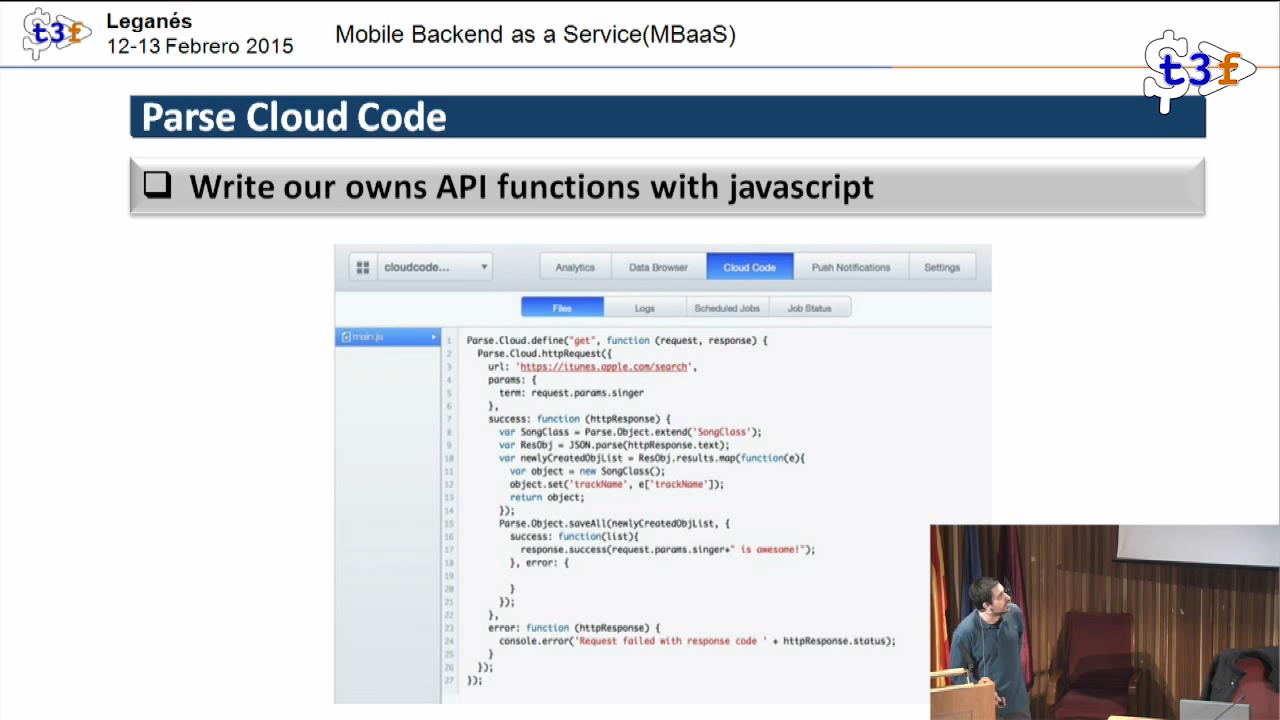 t3f
Leganés
12-13 Febrero 2015
Mobile Backend as a Service(MBaaS)
t3f
Parse Cloud Code
Write our owns API functions with javascript
cloudcode...
Analytics
Data Browser
Cloud Code
Push Notifications
Settings
Files
Logs
Scheduled Jobs
Job Status
main.js
1 Parse.Cloud.define("get", function (request, response) {
2 Parse.Cloud.httpRequest({
3 url: 'https://itunes.apple.com/search',
4 params: {
5 term: request.params.singer
6 },
7 success: function (httpResponse) {
8 var SongClass = Parse.Object.extend('SongClass');
9 var ResObj = JSON.parse(httpResponse.text);
10 var newlyCreatedObjList = ResObj.results.map(function(e){
11 var object = new SongClass();
12 object.set('trackName', e['trackName']);
13 return object;
14 });
15 Parse.Object.saveAll(newlyCreatedObjList, {
16 success: function(list){
17 response.success(request.params.singer+" is awesome!");
18 }, error: {
19
20 }
21 });
22 },
23 error: function (httpResponse) {
24 console.error('Request failed with response code ' + httpResponse.status);
25 }
26 });
27 });